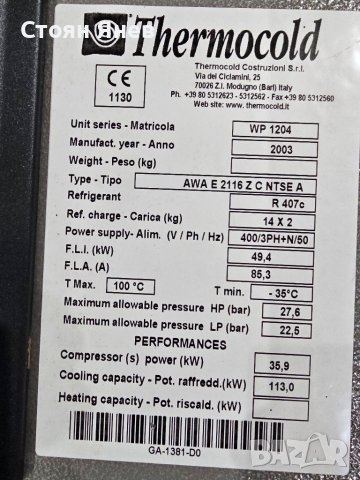 Стоян Янев
Thermocold
CE
1130
Thermocold Costruzioni S.r.l.
Via dei Ciclamini, 25
70026 Z.I. Modugno (Bari) Italy
Ph. +39 80 5312623 - 5312562 - Fax +39 80 5312560
Web site: www.thermocold.it
Unit series - Matricola WP 1204
Manufact. year - Anno 2003
Weight - Peso (kg)
Type - Tipo AWA E 2116 Z C NTSE A
Refrigerant R 407c
Ref. charge - Carica (kg) 14 X 2
Power supply- Alim. (V / Ph / Hz) 400/3PH+N/50
F.L.I. (kW) 49,4
F.L.A. (A) 85,3
T Max. 100 °C T min. - 35°C
Maximum allowable pressure HP (bar) 27,6
Maximum allowable pressure LP (bar) 22,5
PERFORMANCES
Compressor(s) power (kW) 35,9
Cooling capacity - Pot. raffredd.(kW) 113,0
Heating capacity - Pot. riscald. (kW) -
GA-1381-D0
BAZAR